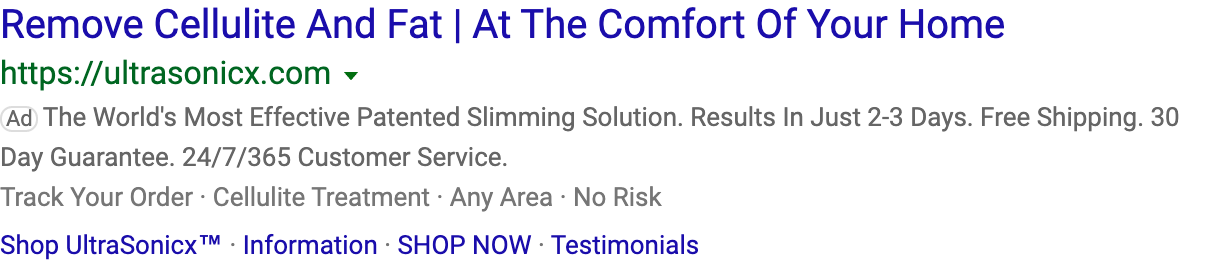 Remove Cellulite And Fat | At The Comfort Of Your Home
https://ultrasonicx.com
Ad The World's Most Effective Patented Slimming Solution. Results In Just 2-3 Days. Free Shipping. 30
Day Guarantee. 24/7/365 Customer Service.
Track Your Order · Cellulite Treatment · Any Area · No Risk
Shop UltraSonicx™ · Information · SHOP NOW · Testimonials